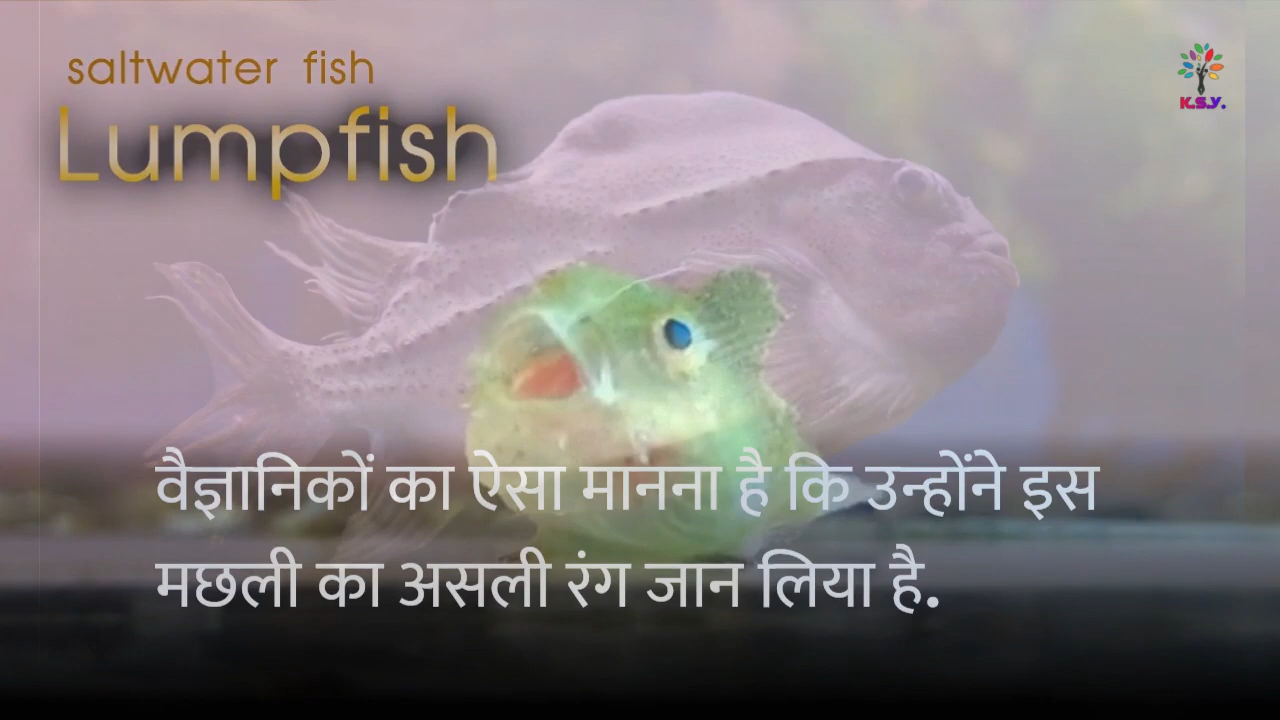 saltwater fish
Lumpfish
K.S.Y.
वैज्ञानिकों का ऐसा मानना है कि उन्होंने इस
मछली का असली रंग जान लिया है.